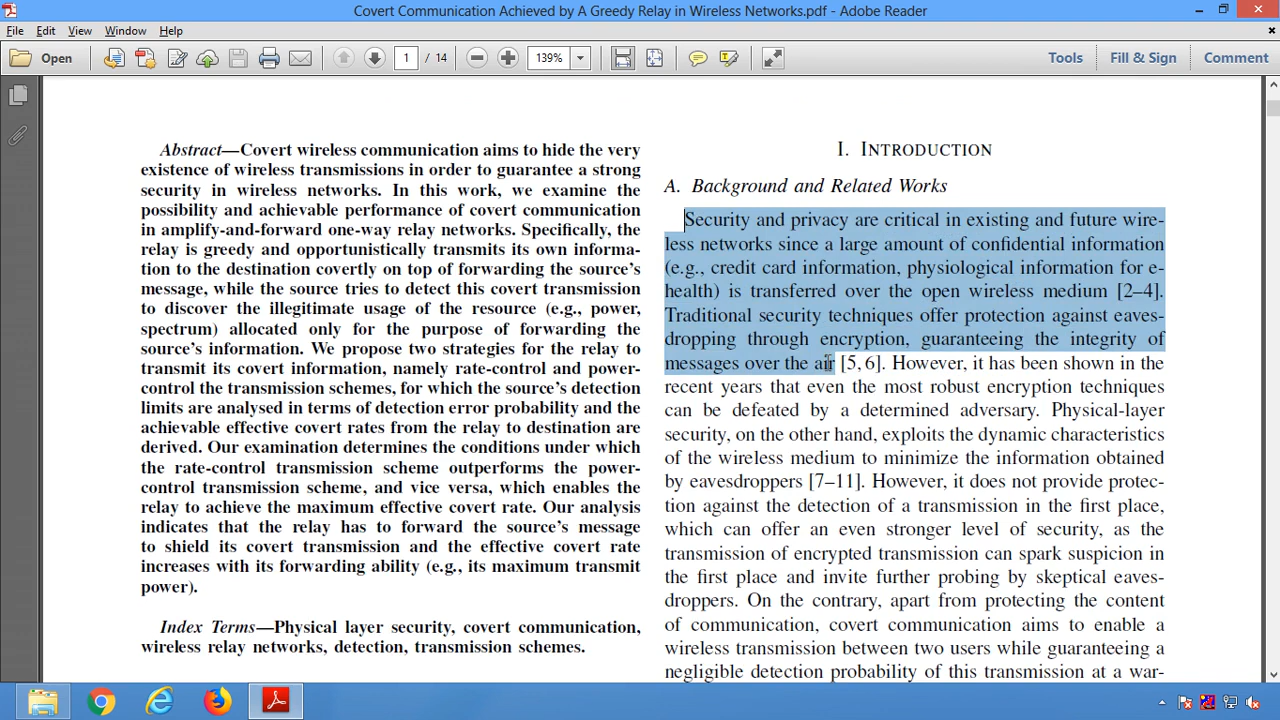 Covert Communication Achieved by A Greedy Relay in Wireless Networks.pdf - Adobe Reader
File Edit View Window Help
Open 1 / 14 139% Tools Fill & Sign Comment
Abstract—Covert wireless communication aims to hide the very
existence of wireless transmissions in order to guarantee a strong
security in wireless networks. In this work, we examine the
possibility and achievable performance of covert communication
in amplify-and-forward one-way relay networks. Specifically, the
relay is greedy and opportunistically transmits its own informa-
tion to the destination covertly on top of forwarding the source's
message, while the source tries to detect this covert transmission
to discover the illegitimate usage of the resource (e.g., power,
spectrum) allocated only for the purpose of forwarding the
source's information. We propose two strategies for the relay to
transmit its covert information, namely rate-control and power-
control the transmission schemes, for which the source's detection
limits are analysed in terms of detection error probability and the
achievable effective covert rates from the relay to destination are
derived. Our examination determines the conditions under which
the rate-control transmission scheme outperforms the power-
control transmission scheme, and vice versa, which enables the
relay to achieve the maximum effective covert rate. Our analysis
indicates that the relay has to forward the source's message
to shield its covert transmission and the effective covert rate
increases with its forwarding ability (e.g., its maximum transmit
power).
Index Terms—Physical layer security, covert communication,
wireless relay networks, detection, transmission schemes.
I. INTRODUCTION
A. Background and Related Works
Security and privacy are critical in existing and future wire-
less networks since a large amount of confidential information
(e.g., credit card information, physiological information for e-
health) is transferred over the open wireless medium [2–4].
Traditional security techniques offer protection against eaves-
dropping through encryption, guaranteeing the integrity of
messages over the air [5, 6]. However, it has been shown in the
recent years that even the most robust encryption techniques
can be defeated by a determined adversary. Physical-layer
security, on the other hand, exploits the dynamic characteristics
of the wireless medium to minimize the information obtained
by eavesdroppers [7–11]. However, it does not provide protec-
tion against the detection of a transmission in the first place,
which can offer an even stronger level of security, as the
transmission of encrypted transmission can spark suspicion in
the first place and invite further probing by skeptical eaves-
droppers. On the contrary, apart from protecting the content
of communication, covert communication aims to enable a
wireless transmission between two users while guaranteeing a
negligible detection probability of this transmission at a war-